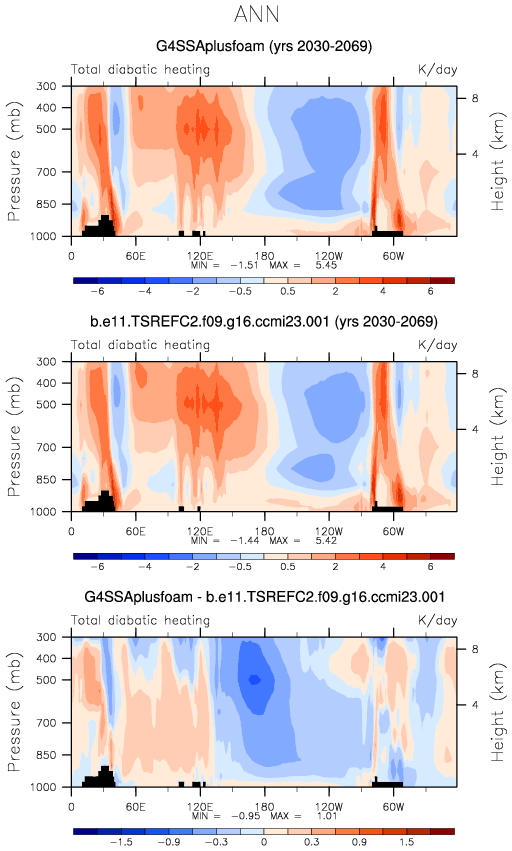 ANN
G4SSAplusfoam (yrs 2030-2069)
Total diabatic heating K/day
Pressure (mb)
300
500
700
850
1000
8
4
Height (km)
0 60E 120E 180 120W 60W
MIN = -1.51 MAX = 5.45
-6 -4 -2 -0.5 0.5 2 4 6
b.e11.TSREFC2.f09.g16.ccmi23.001 (yrs 2030-2069)
Total diabatic heating K/day
Pressure (mb)
300
500
700
850
1000
8
4
Height (km)
0 60E 120E 180 120W 60W
MIN = -1.44 MAX = 5.42
-6 -4 -2 -0.5 0.5 2 4 6
G4SSAplusfoam - b.e11.TSREFC2.f09.g16.ccmi23.001
Total diabatic heating K/day
Pressure (mb)
300
500
700
850
1000
8
4
Height (km)
0 60E 120E 180 120W 60W
MIN = -0.95 MAX = 1.01
-1.5 -0.9 -0.3 0 0.3 0.9 1.5